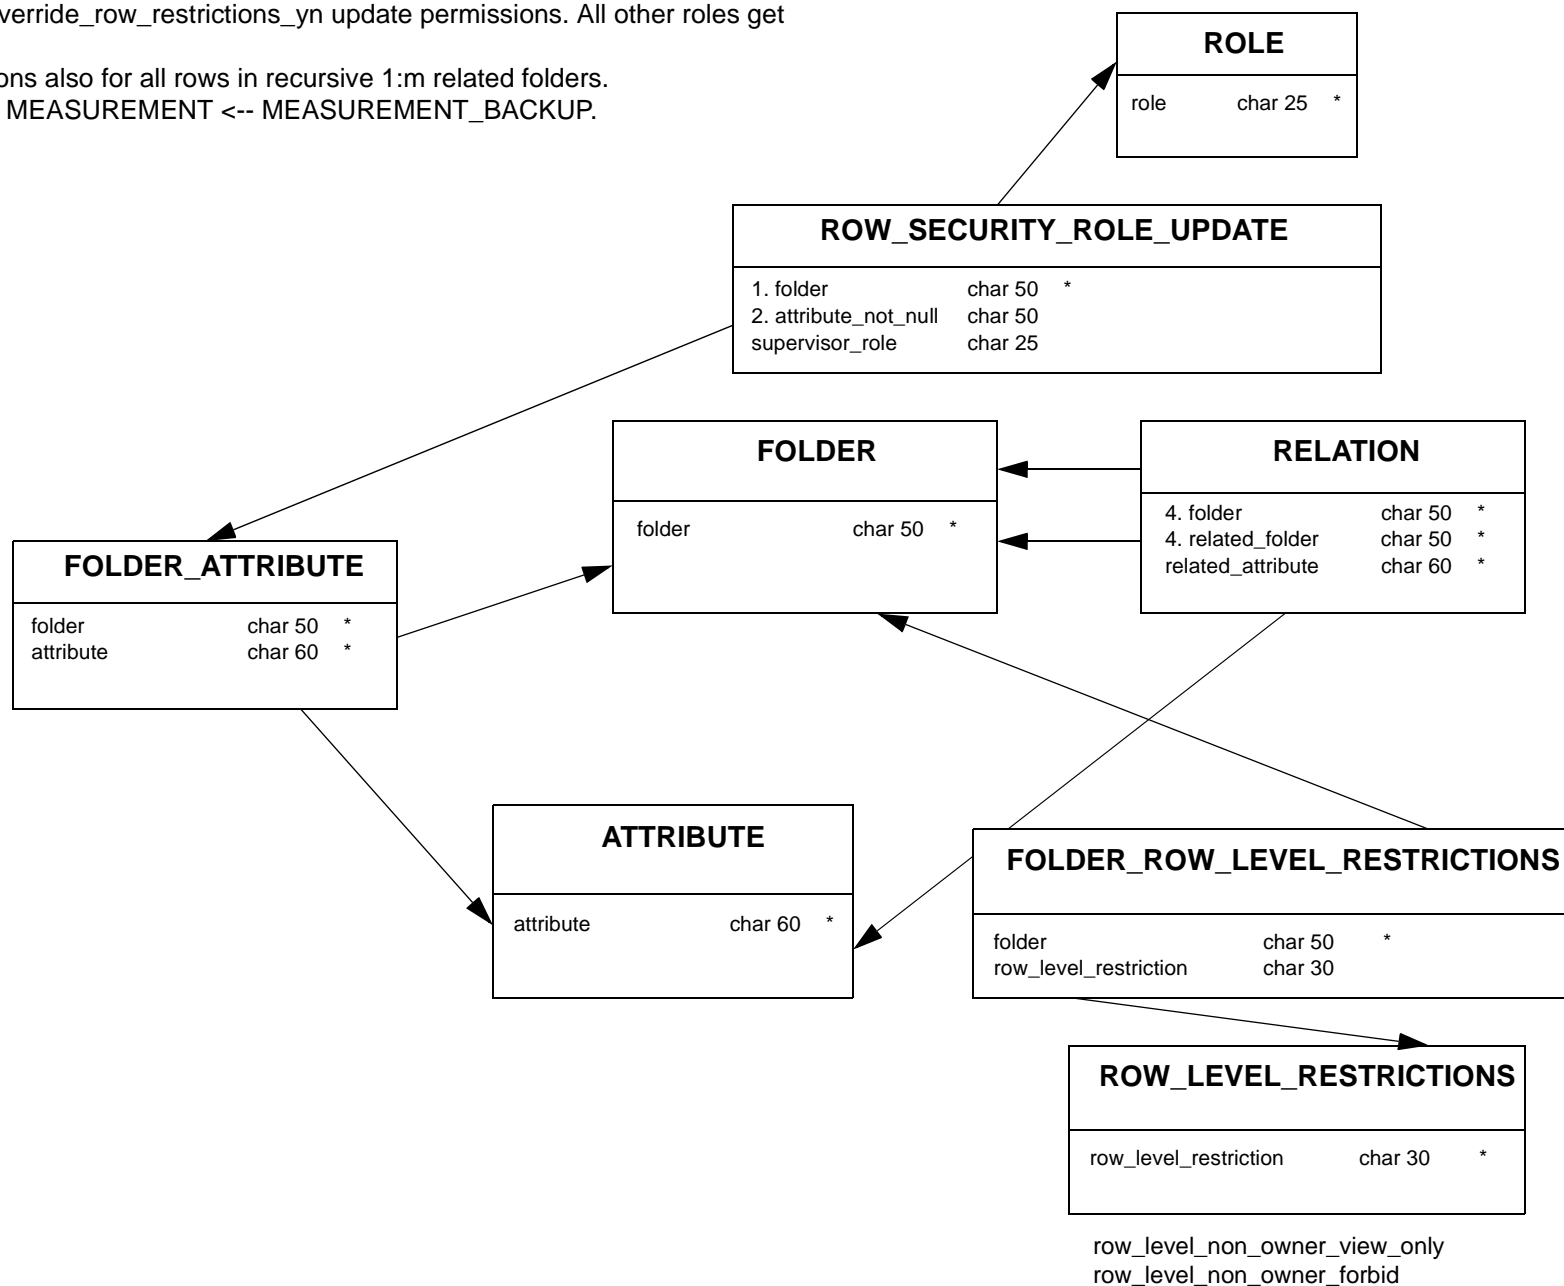 verride_row_restrictions_yn update permissions. All other roles get
ons also for all rows in recursive 1:m related folders.
MEASUREMENT <-- MEASUREMENT_BACKUP.
ROLE
role char 25 *
ROW_SECURITY_ROLE_UPDATE
1. folder char 50 *
2. attribute_not_null char 50
supervisor_role char 25
FOLDER
folder char 50 *
RELATION
4. folder char 50 *
4. related_folder char 50 *
related_attribute char 60 *
FOLDER_ATTRIBUTE
folder char 50 *
attribute char 60 *
ATTRIBUTE
attribute char 60 *
FOLDER_ROW_LEVEL_RESTRICTIONS
folder char 50 *
row_level_restriction char 30
ROW_LEVEL_RESTRICTIONS
row_level_restriction char 30 *
row_level_non_owner_view_only
row_level_non_owner_forbid